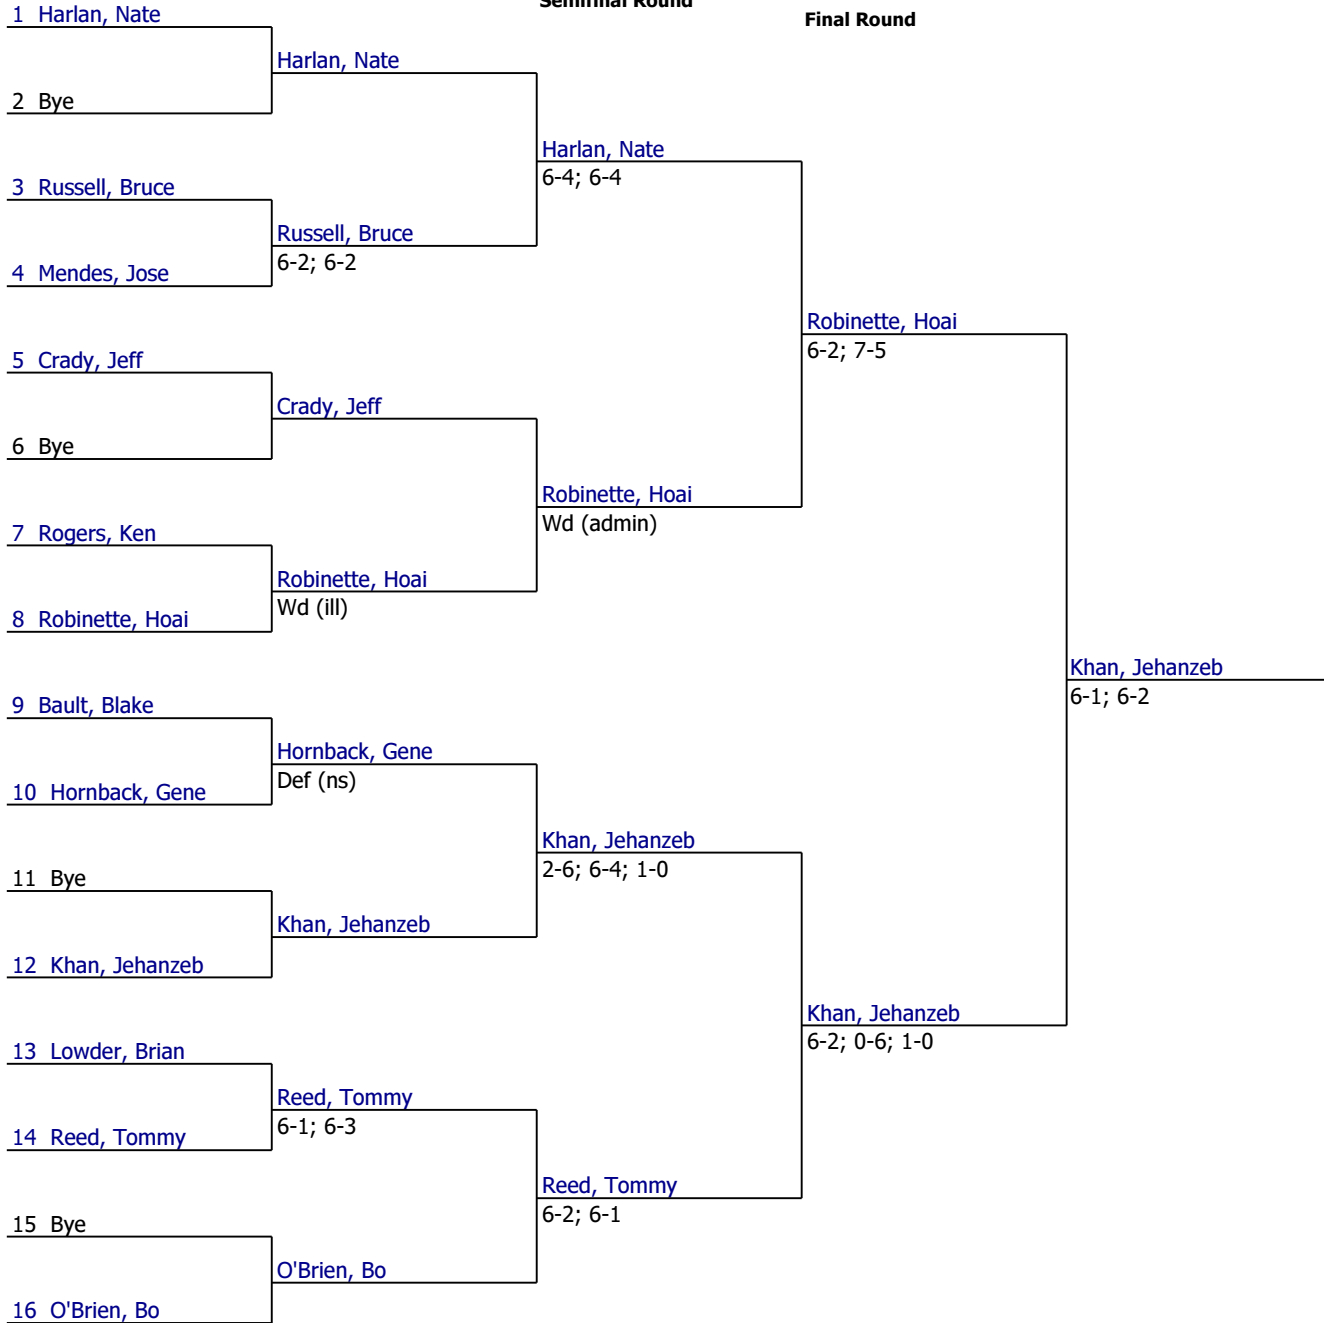 Semifinal Round
Final Round
1 Harlan, Nate
Harlan, Nate
2 Bye
Harlan, Nate
6-4; 6-4
3 Russell, Bruce
Russell, Bruce
6-2; 6-2
4 Mendes, Jose
Robinette, Hoai
6-2; 7-5
5 Crady, Jeff
Crady, Jeff
6 Bye
Robinette, Hoai
Wd (admin)
7 Rogers, Ken
Robinette, Hoai
Wd (ill)
8 Robinette, Hoai
Khan, Jehanzeb
6-1; 6-2
9 Bault, Blake
Hornback, Gene
Def (ns)
10 Hornback, Gene
Khan, Jehanzeb
2-6; 6-4; 1-0
11 Bye
Khan, Jehanzeb
12 Khan, Jehanzeb
Khan, Jehanzeb
6-2; 0-6; 1-0
13 Lowder, Brian
Reed, Tommy
6-1; 6-3
14 Reed, Tommy
Reed, Tommy
6-2; 6-1
15 Bye
O'Brien, Bo
16 O'Brien, Bo